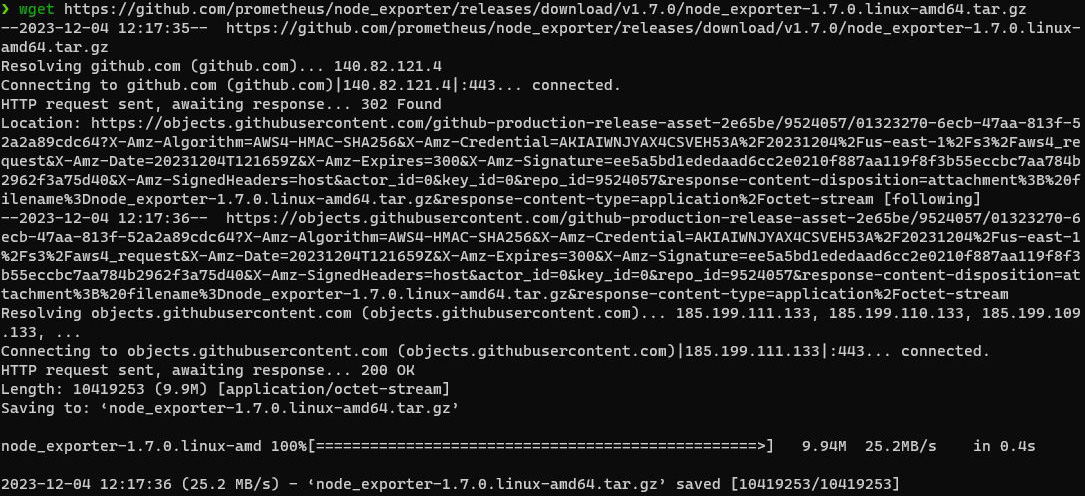 ❯ wget https://github.com/prometheus/node_exporter/releases/download/v1.7.0/node_exporter-1.7.0.linux-amd64.tar.gz
--2023-12-04 12:17:35--  https://github.com/prometheus/node_exporter/releases/download/v1.7.0/node_exporter-1.7.0.linux-
amd64.tar.gz
Resolving github.com (github.com)... 140.82.121.4
Connecting to github.com (github.com)|140.82.121.4|:443... connected.
HTTP request sent, awaiting response... 302 Found
Location: https://objects.githubusercontent.com/github-production-release-asset-2e65be/9524057/01323270-6ecb-47aa-813f-5
2a2a89cdc64?X-Amz-Algorithm=AWS4-HMAC-SHA256&X-Amz-Credential=AKIAIWNJYAX4CSVEH53A%2F20231204%2Fus-east-1%2Fs3%2Faws4_re
quest&X-Amz-Date=20231204T121659Z&X-Amz-Expires=300&X-Amz-Signature=ee5a5bd1ededaad6cc2e0210f887aa119f8f3b55eccbc7aa784b
2962f3a75d40&X-Amz-SignedHeaders=host&actor_id=0&key_id=0&repo_id=9524057&response-content-disposition=attachment%3B%20f
ilename%3Dnode_exporter-1.7.0.linux-amd64.tar.gz&response-content-type=application%2Foctet-stream [following]
--2023-12-04 12:17:36--  https://objects.githubusercontent.com/github-production-release-asset-2e65be/9524057/01323270-6
ecb-47aa-813f-52a2a89cdc64?X-Amz-Algorithm=AWS4-HMAC-SHA256&X-Amz-Credential=AKIAIWNJYAX4CSVEH53A%2F20231204%2Fus-east-1
%2Fs3%2Faws4_request&X-Amz-Date=20231204T121659Z&X-Amz-Expires=300&X-Amz-Signature=ee5a5bd1ededaad6cc2e0210f887aa119f8f3
b55eccbc7aa784b2962f3a75d40&X-Amz-SignedHeaders=host&actor_id=0&key_id=0&repo_id=9524057&response-content-disposition=at
tachment%3B%20filename%3Dnode_exporter-1.7.0.linux-amd64.tar.gz&response-content-type=application%2Foctet-stream
Resolving objects.githubusercontent.com (objects.githubusercontent.com)... 185.199.111.133, 185.199.110.133, 185.199.109
.133, ...
Connecting to objects.githubusercontent.com (objects.githubusercontent.com)|185.199.111.133|:443... connected.
HTTP request sent, awaiting response... 200 OK
Length: 10419253 (9.9M) [application/octet-stream]
Saving to: ‘node_exporter-1.7.0.linux-amd64.tar.gz’

node_exporter-1.7.0.linux-amd 100%[=================================================>]   9.94M  25.2MB/s    in 0.4s

2023-12-04 12:17:36 (25.2 MB/s) - ‘node_exporter-1.7.0.linux-amd64.tar.gz’ saved [10419253/10419253]